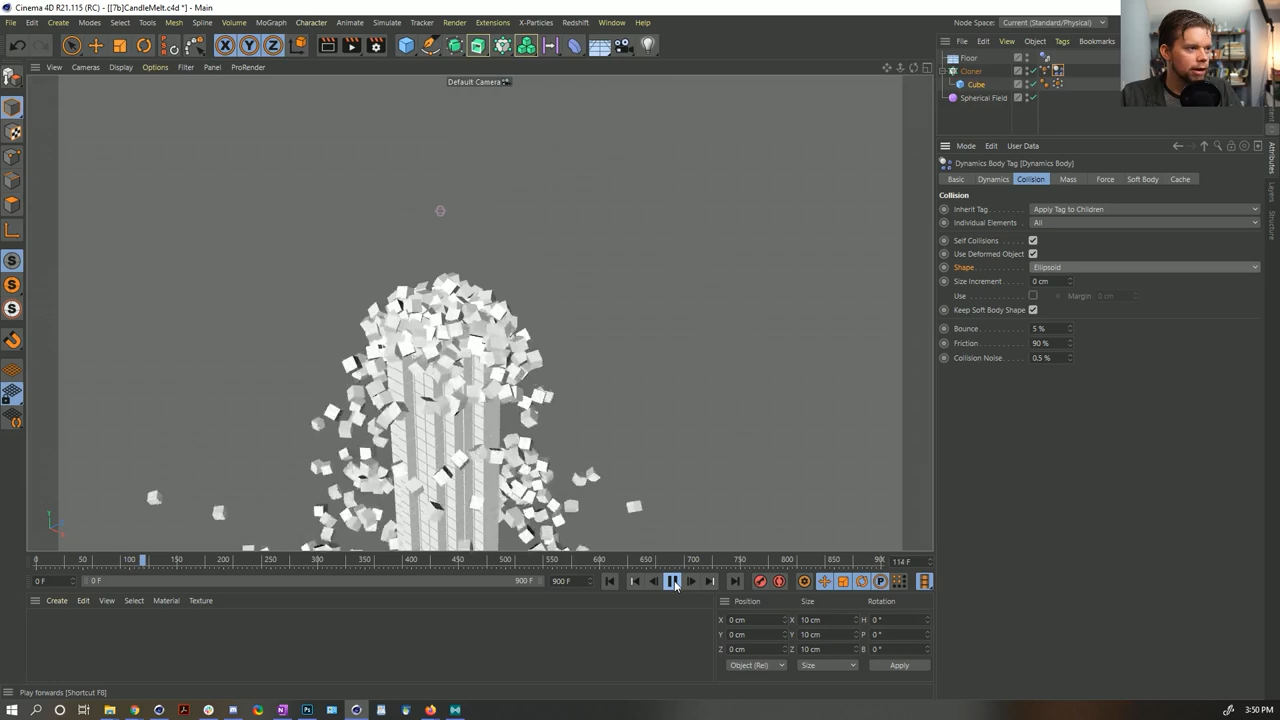 Cinema 4D R21.115 (RC) - [[7b]CandleMelt.c4d *] - Main
File Edit Create Modes Select Tools Mesh Spline Volume MoGraph Character Animate Simulate Tracker Render Extensions X-Particles Redshift Window Help
Node Space: Current (Standard/Physical)
X Y Z
File Edit View Object Tags Bookmarks
View Cameras Display Options Filter Panel ProRender
Default Camera
Floor
Cloner
Cube
Spherical Field
Mode Edit User Data
Dynamics Body Tag [Dynamics Body]
Basic Dynamics Collision Mass Force Soft Body Cache
Collision
Inherit Tag Apply Tag to Children
Individual Elements All
Self Collisions
Use Deformed Object
Shape Ellipsoid
Size Increment 0 cm
Use Margin 0 cm
Keep Soft Body Shape
Bounce 5 %
Friction 90 %
Collision Noise 0.5 %
Attributes
Layers
Structure
S
S
S
Y
X
0 50 100 150 200 250 300 350 400 450 500 550 600 650 700 750 800 850 90 114 F
0 F 0 F 900 F 900 F P
Create Edit View Select Material Texture
Position Size Rotation
X 0 cm X 10 cm H 0 °
Y 0 cm Y 10 cm P 0 °
Z 0 cm Z 10 cm B 0 °
Object (Rel) Size Apply
Play forwards [Shortcut F8]
3:50 PM